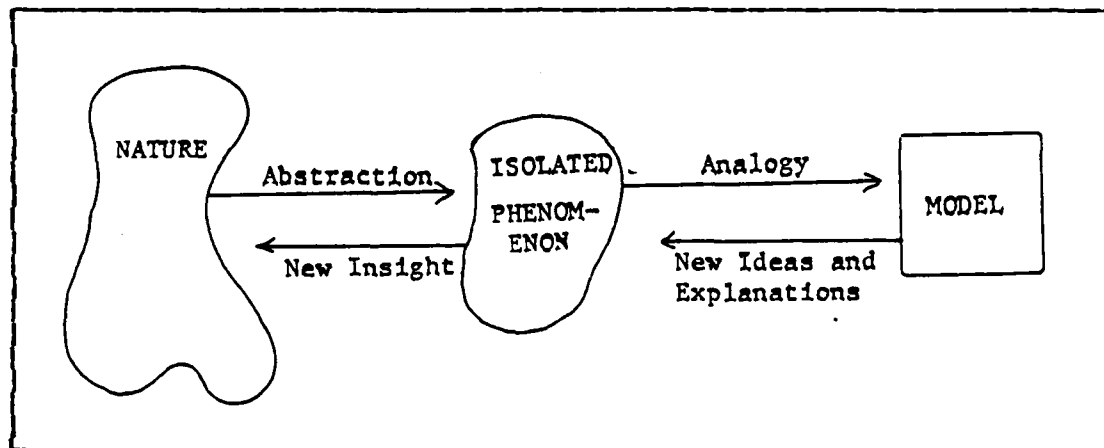 NATURE
Abstraction
New Insight
ISOLATED
PHENOM-
ENON
Analogy
New Ideas and
Explanations
MODEL